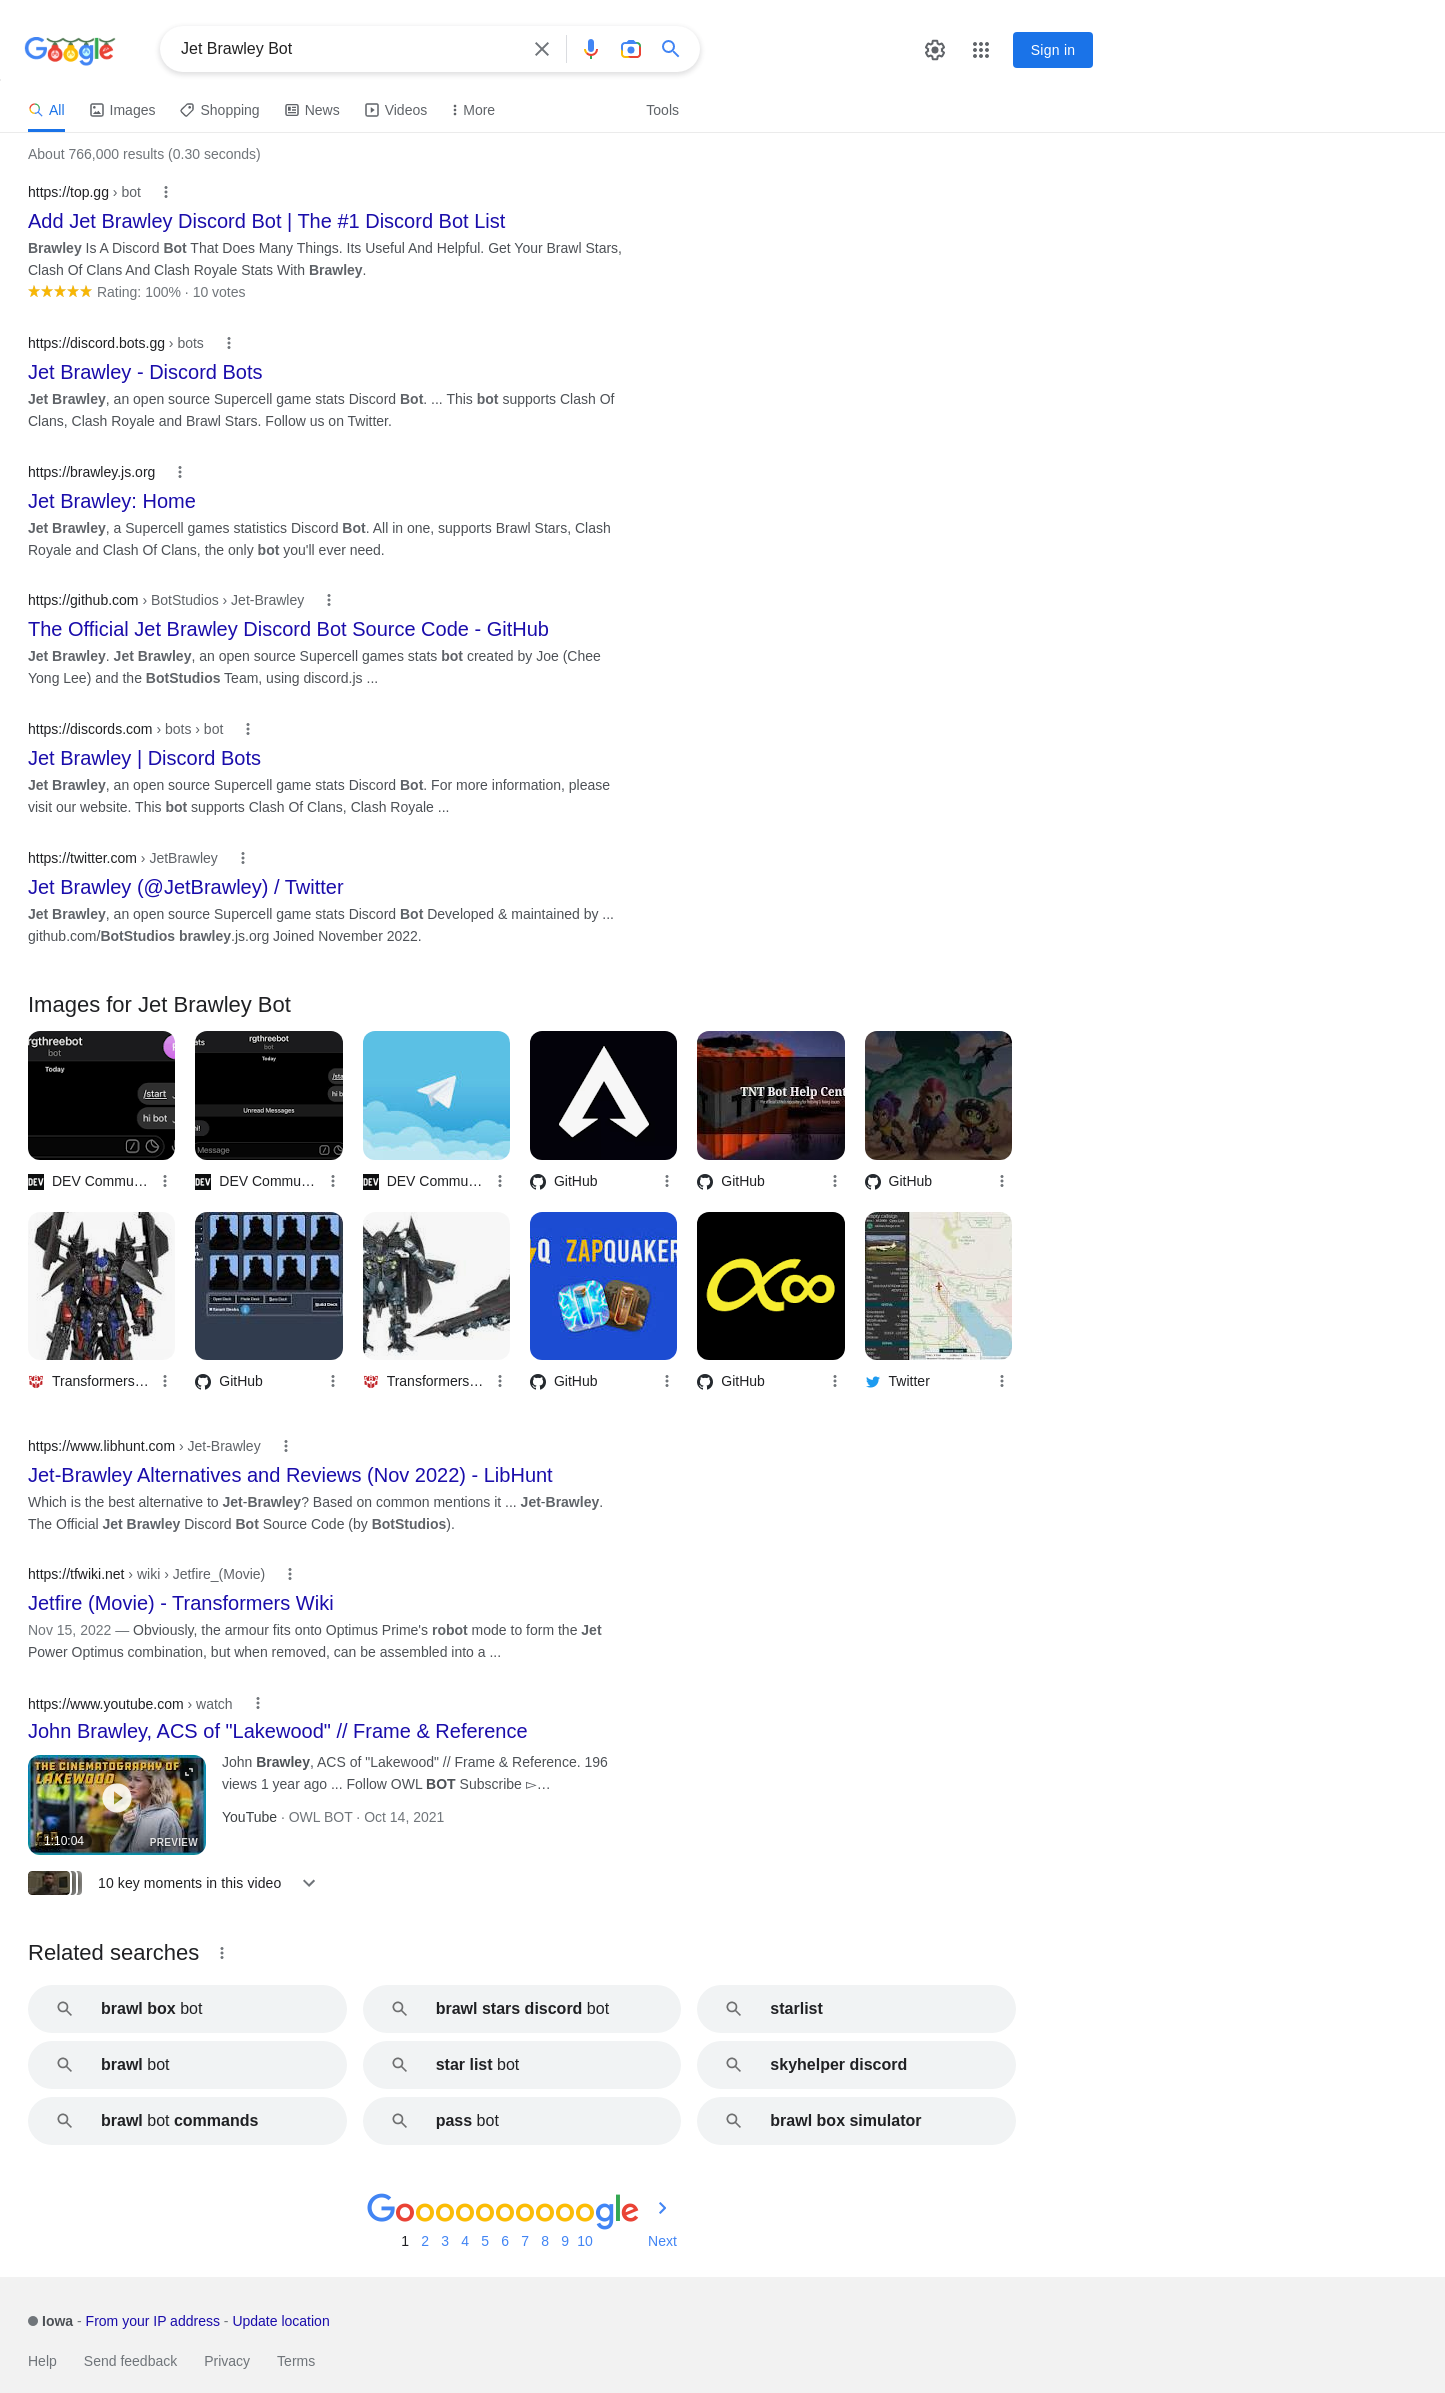 Google
Jet Brawley Bot
Sign in
All
Images
Shopping
News
Videos
More
Tools
About 766,000 results (0.30 seconds)
https://top.gg › bot
Add Jet Brawley Discord Bot | The #1 Discord Bot List
Brawley Is A Discord Bot That Does Many Things. Its Useful And Helpful. Get Your Brawl Stars,
Clash Of Clans And Clash Royale Stats With Brawley.
Rating: 100% · 10 votes
https://discord.bots.gg › bots
Jet Brawley - Discord Bots
Jet Brawley, an open source Supercell game stats Discord Bot. ... This bot supports Clash Of
Clans, Clash Royale and Brawl Stars. Follow us on Twitter.
https://brawley.js.org
Jet Brawley: Home
Jet Brawley, a Supercell games statistics Discord Bot. All in one, supports Brawl Stars, Clash
Royale and Clash Of Clans, the only bot you'll ever need.
https://github.com › BotStudios › Jet-Brawley
The Official Jet Brawley Discord Bot Source Code - GitHub
Jet Brawley. Jet Brawley, an open source Supercell games stats bot created by Joe (Chee
Yong Lee) and the BotStudios Team, using discord.js ...
https://discords.com › bots › bot
Jet Brawley | Discord Bots
Jet Brawley, an open source Supercell game stats Discord Bot. For more information, please
visit our website. This bot supports Clash Of Clans, Clash Royale ...
https://twitter.com › JetBrawley
Jet Brawley (@JetBrawley) / Twitter
Jet Brawley, an open source Supercell game stats Discord Bot Developed & maintained by ...
github.com/BotStudios brawley.js.org Joined November 2022.
Images for Jet Brawley Bot
rgthreebot
bot
Today
/start
hi bot
ats
rgthreebot
bot
Today
/sta
hi b
Unread Messages
hi!
Message
TNT Bot Help Cent
DEV Commu...
DEV Commu...
DEV Commu...
GitHub
GitHub
GitHub
Q ZAPQUAKER
Transformers...
GitHub
Transformers...
GitHub
GitHub
Twitter
https://www.libhunt.com › Jet-Brawley
Jet-Brawley Alternatives and Reviews (Nov 2022) - LibHunt
Which is the best alternative to Jet-Brawley? Based on common mentions it ... Jet-Brawley.
The Official Jet Brawley Discord Bot Source Code (by BotStudios).
https://tfwiki.net › wiki › Jetfire_(Movie)
Jetfire (Movie) - Transformers Wiki
Nov 15, 2022 — Obviously, the armour fits onto Optimus Prime's robot mode to form the Jet
Power Optimus combination, but when removed, can be assembled into a ...
https://www.youtube.com › watch
John Brawley, ACS of "Lakewood" // Frame & Reference
THE CINEMATOGRAPHY OF
LAKEWOOD
1:10:04
PREVIEW
John Brawley, ACS of "Lakewood" // Frame & Reference. 196
views 1 year ago ... Follow OWL BOT Subscribe ▻...
YouTube · OWL BOT · Oct 14, 2021
10 key moments in this video
Related searches
brawl box bot
brawl stars discord bot
starlist
brawl bot
star list bot
skyhelper discord
brawl bot commands
pass bot
brawl box simulator
Goooooooooogle
1 2 3 4 5 6 7 8 9 10 Next
Iowa - From your IP address - Update location
Help Send feedback Privacy Terms